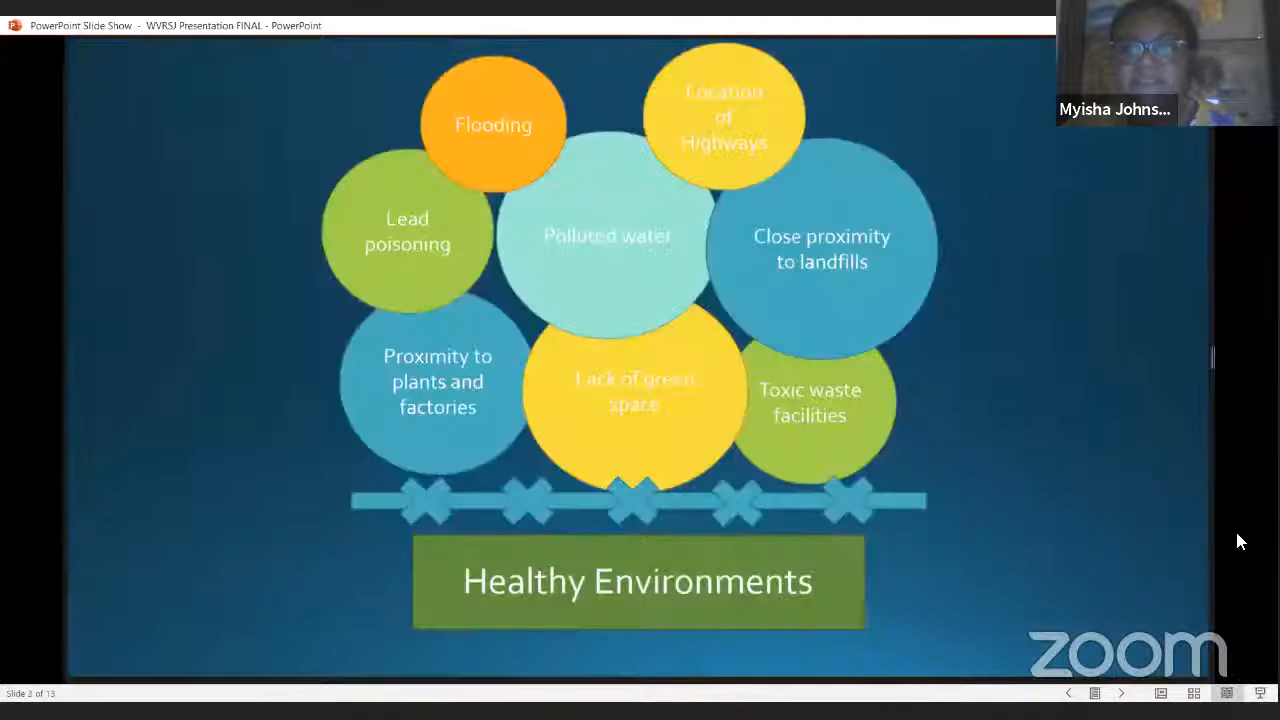 PowerPoint Slide Show - WVRSJ Presentation FINAL - PowerPoint
Myisha Johns...
Flooding
Location
of
Highways
Lead
poisoning
Polluted water
Close proximity
to landfills
Proximity to
plants and
factories
Lack of green
space
Toxic waste
facilities
Healthy Environments
zoom
Slide 3 of 13